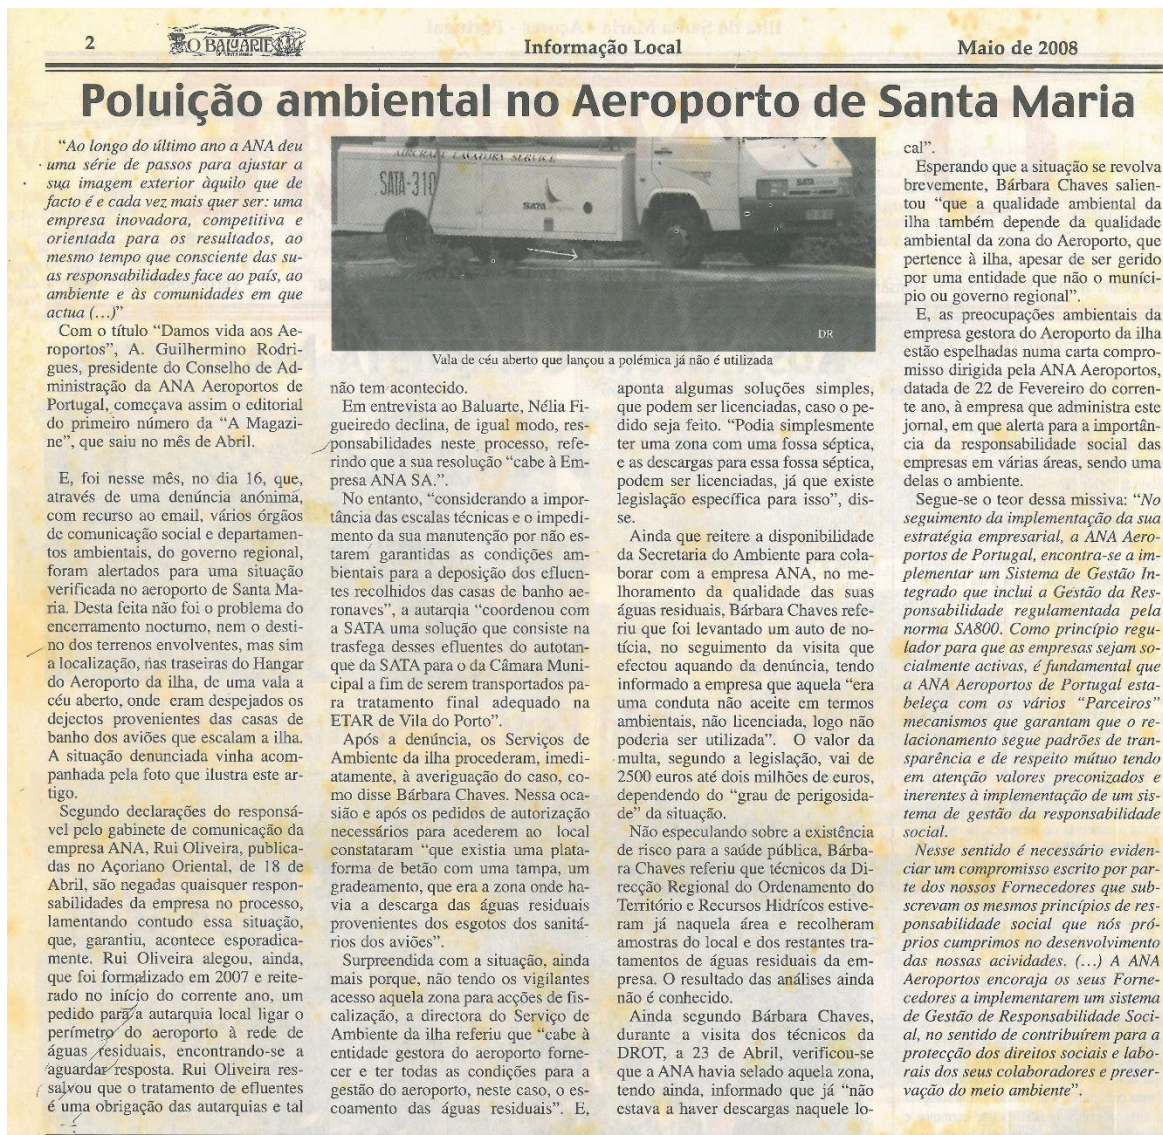 2
O BALUARTE
Informação Local
Maio de 2008
Poluição ambiental no Aeroporto de Santa Maria
“Ao longo do último ano a ANA deu
uma série de passos para ajustar a
sua imagem exterior àquilo que de
facto é e cada vez mais quer ser: uma
empresa inovadora, competitiva e
orientada para os resultados, ao
mesmo tempo que consciente das su-
as responsabilidades face ao país, ao
ambiente e às comunidades em que
actua (...)”
Com o título “Damos vida aos Ae-
roportos”, A. Guilhermino Rodri-
gues, presidente do Conselho de Ad-
ministração da ANA Aeroportos de
Portugal, começava assim o editorial
do primeiro número da “A Magazi-
ne”, que saiu no mês de Abril.
E, foi nesse mês, no dia 16, que,
através de uma denúncia anónima,
com recurso ao email, vários órgãos
de comunicação social e departamen-
tos ambientais, do governo regional,
foram alertados para uma situação
verificada no aeroporto de Santa Ma-
ria. Desta feita não foi o problema do
encerramento nocturno, nem o desti-
no dos terrenos envolventes, mas sim
a localização, nas traseiras do Hangar
do Aeroporto da ilha, de uma vala a
céu aberto, onde eram despejados os
dejectos provenientes das casas de
banho dos aviões que escalam a ilha.
A situação denunciada vinha acom-
panhada pela foto que ilustra este ar-
tigo.
Segundo declarações do responsá-
vel pelo gabinete de comunicação da
empresa ANA, Rui Oliveira, publica-
das no Açoriano Oriental, de 18 de
Abril, são negadas quaisquer respon-
sabilidades da empresa no processo,
lamentando contudo essa situação,
que, garantiu, acontece esporadica-
mente. Rui Oliveira alegou, ainda,
que foi formalizado em 2007 e reite-
rado no início do corrente ano, um
pedido para a autarquia local ligar o
perímetro do aeroporto à rede de
águas residuais, encontrando-se a
aguardar resposta. Rui Oliveira res-
salvou que o tratamento de efluentes
é uma obrigação das autarquias e tal
AIRCRAFT LAVATORY SERVICE
SATA-310
SATA
DR
Vala de céu aberto que lançou a polémica já não é utilizada
não tem acontecido.
Em entrevista ao Baluarte, Nélia Fi-
gueiredo declina, de igual modo, res-
ponsabilidades neste processo, refe-
rindo que a sua resolução “cabe à Em-
presa ANA SA.”.
No entanto, “considerando a impor-
tância das escalas técnicas e o impedi-
mento da sua manutenção por não es-
tarem garantidas as condições am-
bientais para a deposição dos efluen-
tes recolhidos das casas de banho ae-
ronaves”, a autarqia “coordenou com
a SATA uma solução que consiste na
trasfega desses efluentes do autotan-
que da SATA para o da Câmara Muni-
cipal a fim de serem transportados pa-
ra tratamento final adequado na
ETAR de Vila do Porto”.
Após a denúncia, os Serviços de
Ambiente da ilha procederam, imedi-
atamente, à averiguação do caso, co-
mo disse Bárbara Chaves. Nessa oca-
sião e após os pedidos de autorização
necessários para acederem ao local
constataram “que existia uma plata-
forma de betão com uma tampa, um
gradeamento, que era a zona onde ha-
via a descarga das águas residuais
provenientes dos esgotos dos sanitá-
rios dos aviões”.
Surpreendida com a situação, ainda
mais porque, não tendo os vigilantes
acesso aquela zona para acções de fis-
calização, a directora do Serviço de
Ambiente da ilha referiu que “cabe à
entidade gestora do aeroporto forne-
cer e ter todas as condições para a
gestão do aeroporto, neste caso, o es-
coamento das águas residuais”. E,
aponta algumas soluções simples,
que podem ser licenciadas, caso o pe-
dido seja feito. “Podia simplesmente
ter uma zona com uma fossa séptica,
e as descargas para essa fossa séptica,
podem ser licenciadas, já que existe
legislação específica para isso”, dis-
se.
Ainda que reitere a disponibilidade
da Secretaria do Ambiente para cola-
borar com a empresa ANA, no me-
lhoramento da qualidade das suas
águas residuais, Bárbara Chaves refe-
riu que foi levantado um auto de no-
tícia, no seguimento da visita que
efectou aquando da denúncia, tendo
informado a empresa que aquela “era
uma conduta não aceite em termos
ambientais, não licenciada, logo não
poderia ser utilizada”. O valor da
multa, segundo a legislação, vai de
2500 euros até dois milhões de euros,
dependendo do “grau de perigosida-
de” da situação.
Não especulando sobre a existência
de risco para a saúde pública, Bárba-
ra Chaves referiu que técnicos da Di-
recção Regional do Ordenamento do
Território e Recursos Hidrícos estive-
ram já naquela área e recolheram
amostras do local e dos restantes tra-
tamentos de águas residuais da em-
presa. O resultado das análises ainda
não é conhecido.
Ainda segundo Bárbara Chaves,
durante a visita dos técnicos da
DROT, a 23 de Abril, verificou-se
que a ANA havia selado aquela zona,
tendo ainda, informado que já “não
estava a haver descargas naquele lo-
cal”.
Esperando que a situação se revolva
brevemente, Bárbara Chaves salien-
tou “que a qualidade ambiental da
ilha também depende da qualidade
ambiental da zona do Aeroporto, que
pertence à ilha, apesar de ser gerido
por uma entidade que não o muníci-
pio ou governo regional”.
E, as preocupações ambientais da
empresa gestora do Aeroporto da ilha
estão espelhadas numa carta compro-
misso dirigida pela ANA Aeroportos,
datada de 22 de Fevereiro do corren-
te ano, à empresa que administra este
jornal, em que alerta para a importân-
cia da responsabilidade social das
empresas em várias áreas, sendo uma
delas o ambiente.
Segue-se o teor dessa missiva: “No
seguimento da implementação da sua
estratégia empresarial, a ANA Aero-
portos de Portugal, encontra-se a im-
plementar um Sistema de Gestão In-
tegrado que inclui a Gestão da Res-
ponsabilidade regulamentada pela
norma SA800. Como princípio regu-
lador para que as empresas sejam so-
cialmente activas, é fundamental que
a ANA Aeroportos de Portugal esta-
beleça com os vários “Parceiros”
mecanismos que garantam que o re-
lacionamento segue padrões de tran-
sparência e de respeito mútuo tendo
em atenção valores preconizados e
inerentes à implementação de um sis-
tema de gestão da responsabilidade
social.
Nesse sentido é necessário eviden-
ciar um compromisso escrito por par-
te dos nossos Fornecedores que sub-
screvam os mesmos princípios de res-
ponsabilidade social que nós pró-
prios cumprimos no desenvolvimento
das nossas acividades. (...) A ANA
Aeroportos encoraja os seus Forne-
cedores a implementarem um sistema
de Gestão de Responsabilidade Soci-
al, no sentido de contribuírem para a
protecção dos direitos sociais e labo-
rais dos seus colaboradores e preser-
vação do meio ambiente”.